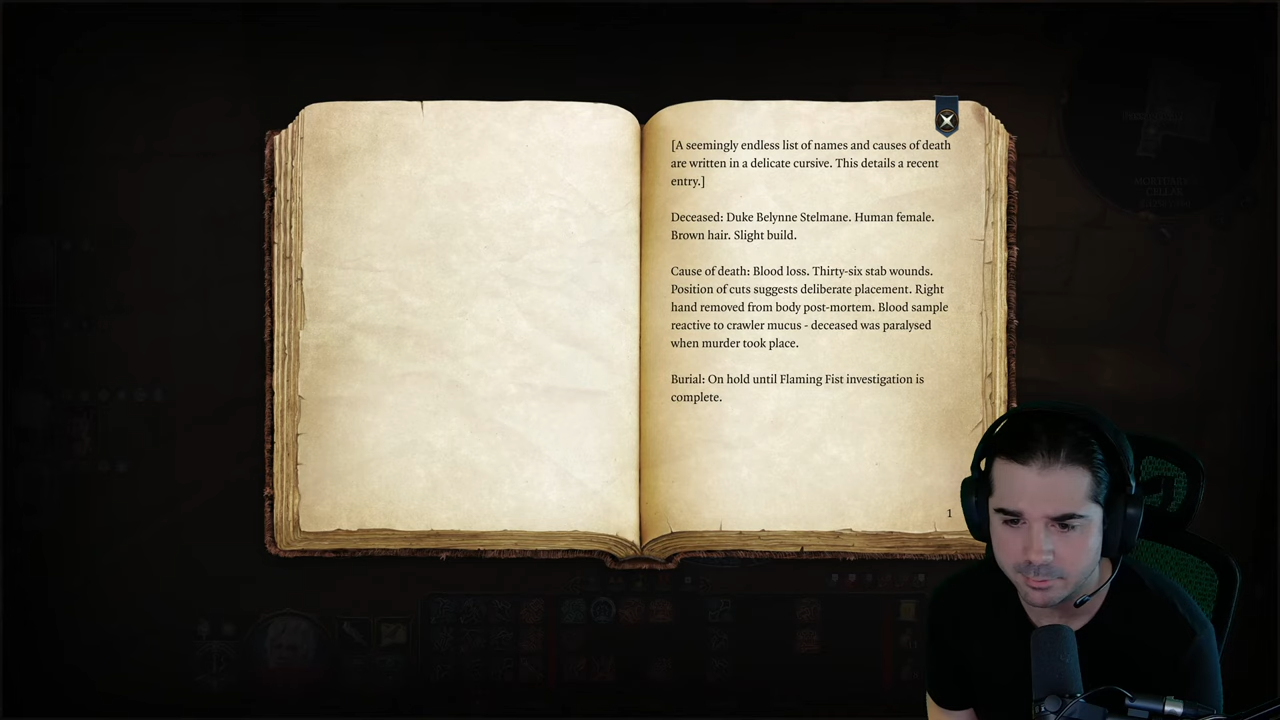 [A seemingly endless list of names and causes of death
are written in a delicate cursive. This details a recent
entry.]
Deceased: Duke Belynne Stelmane. Human female.
Brown hair. Slight build.
Cause of death: Blood loss. Thirty-six stab wounds.
Position of cuts suggests deliberate placement. Right
hand removed from body post-mortem. Blood sample
reactive to crawler mucus - deceased was paralysed
when murder took place.
Burial: On hold until Flaming Fist investigation is
complete.
1
MORTUARY
CELLAR